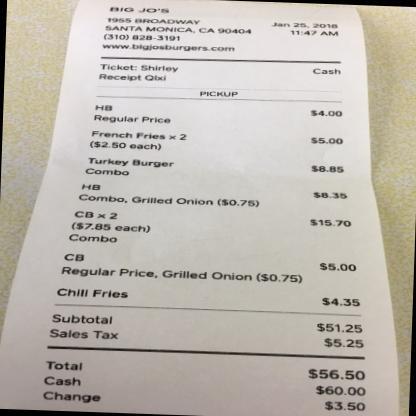 BIG JO'S
1955 BROADWAY
SANTA MONICA, CA 90404
(310) 828-3191
www.bigjosburgers.com
Jan 25, 2018
11:47 AM
Ticket: Shirley
Receipt Qixi
Cash
PICKUP
HB $4.00
Regular Price
French Fries × 2 $5.00
($2.50 each)
Turkey Burger $8.85
Combo
HB $8.35
Combo, Grilled Onion ($0.75)
CB × 2 $15.70
($7.85 each)
Combo
CB $5.00
Regular Price, Grilled Onion ($0.75)
Chili Fries $4.35
Subtotal $51.25
Sales Tax $5.25
Total $56.50
Cash $60.00
Change $3.50